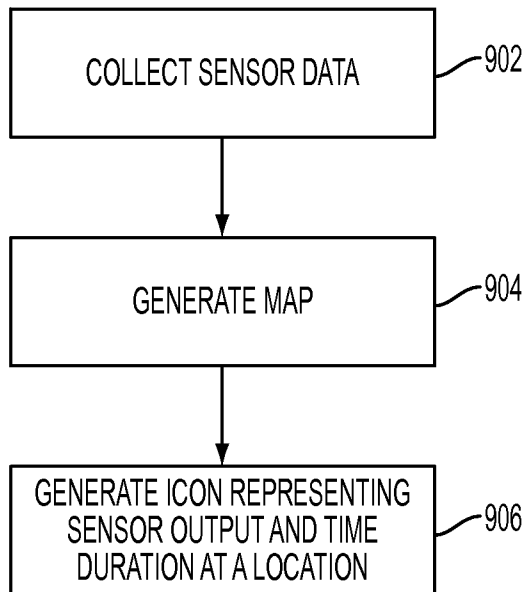 COLLECT SENSOR DATA
902
GENERATE MAP
904
GENERATE ICON REPRESENTING
SENSOR OUTPUT AND TIME
DURATION AT A LOCATION
906